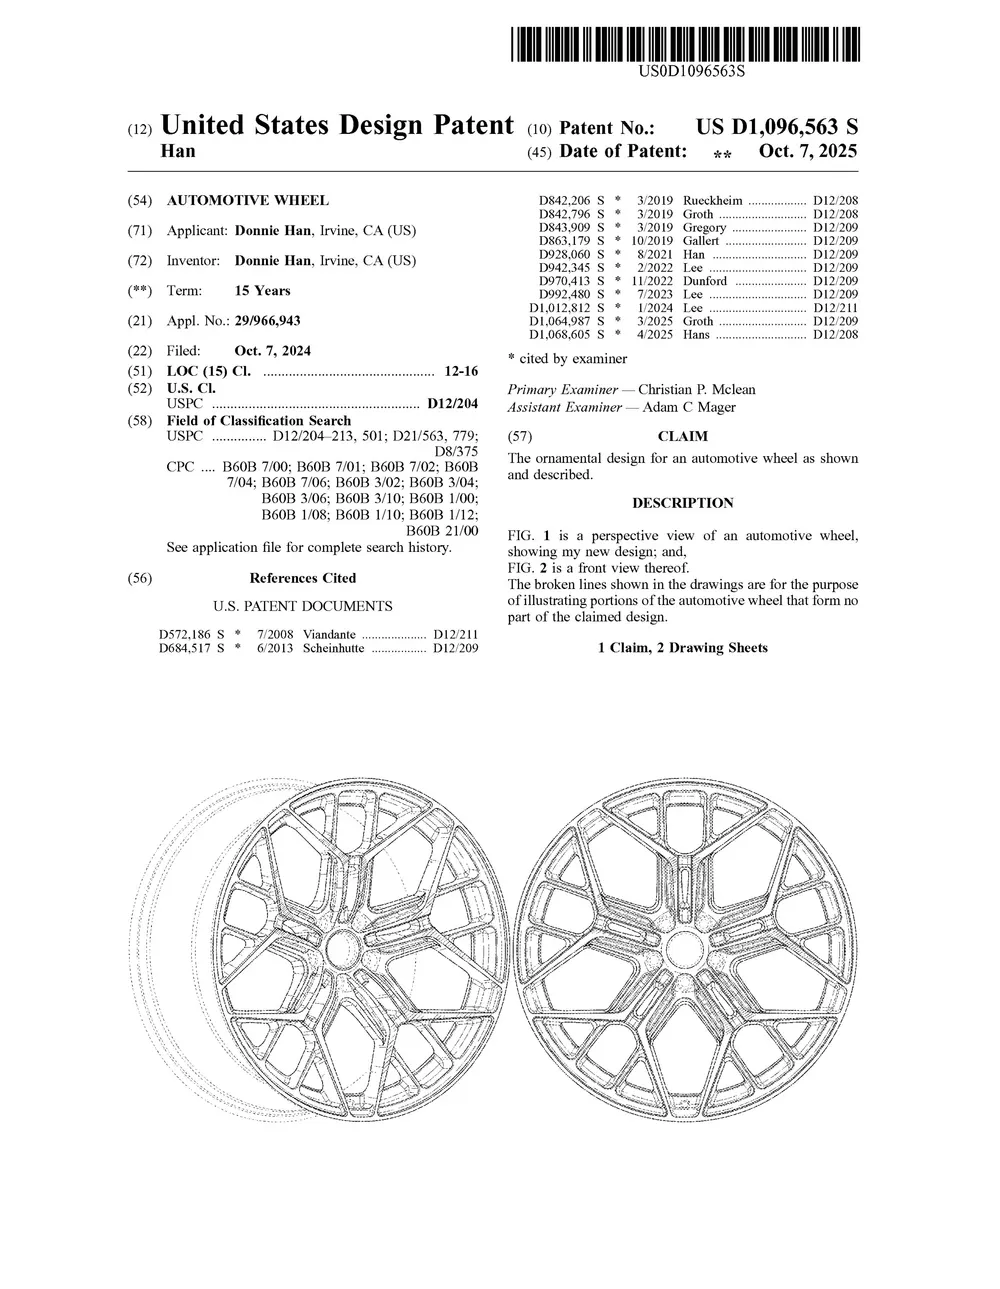 US0D1096563S
(12) United States Design Patent
Han
(10) Patent No.: US D1,096,563 S
(45) Date of Patent: ** Oct. 7, 2025
(54) AUTOMOTIVE WHEEL
(71) Applicant: Donnie Han, Irvine, CA (US)
(72) Inventor: Donnie Han, Irvine, CA (US)
(**) Term: 15 Years
(21) Appl. No.: 29/966,943
(22) Filed: Oct. 7, 2024
(51) LOC (15) Cl. ............................................... 12-16
(52) U.S. Cl.
USPC ......................................................... D12/204
(58) Field of Classification Search
USPC ............... D12/204–213, 501; D21/563, 779;
D8/375
CPC .... B60B 7/00; B60B 7/01; B60B 7/02; B60B
7/04; B60B 7/06; B60B 3/02; B60B 3/04;
B60B 3/06; B60B 3/10; B60B 1/00;
B60B 1/08; B60B 1/10; B60B 1/12;
B60B 21/00
See application file for complete search history.
(56) References Cited
U.S. PATENT DOCUMENTS
D572,186 S * 7/2008 Viandante .................... D12/211
D684,517 S * 6/2013 Scheinhutte ................. D12/209
D842,206 S * 3/2019 Rueckheim .................. D12/208
D842,796 S * 3/2019 Groth ........................... D12/208
D843,909 S * 3/2019 Gregory ....................... D12/209
D863,179 S * 10/2019 Gallert ......................... D12/209
D928,060 S * 8/2021 Han ............................. D12/209
D942,345 S * 2/2022 Lee .............................. D12/209
D970,413 S * 11/2022 Dunford ...................... D12/209
D992,480 S * 7/2023 Lee .............................. D12/209
D1,012,812 S * 1/2024 Lee .............................. D12/211
D1,064,987 S * 3/2025 Groth ........................... D12/209
D1,068,605 S * 4/2025 Hans ............................ D12/208
* cited by examiner
Primary Examiner — Christian P. Mclean
Assistant Examiner — Adam C Mager
(57) CLAIM
The ornamental design for an automotive wheel as shown
and described.
DESCRIPTION
FIG. 1 is a perspective view of an automotive wheel,
showing my new design; and,
FIG. 2 is a front view thereof.
The broken lines shown in the drawings are for the purpose
of illustrating portions of the automotive wheel that form no
part of the claimed design.
1 Claim, 2 Drawing Sheets